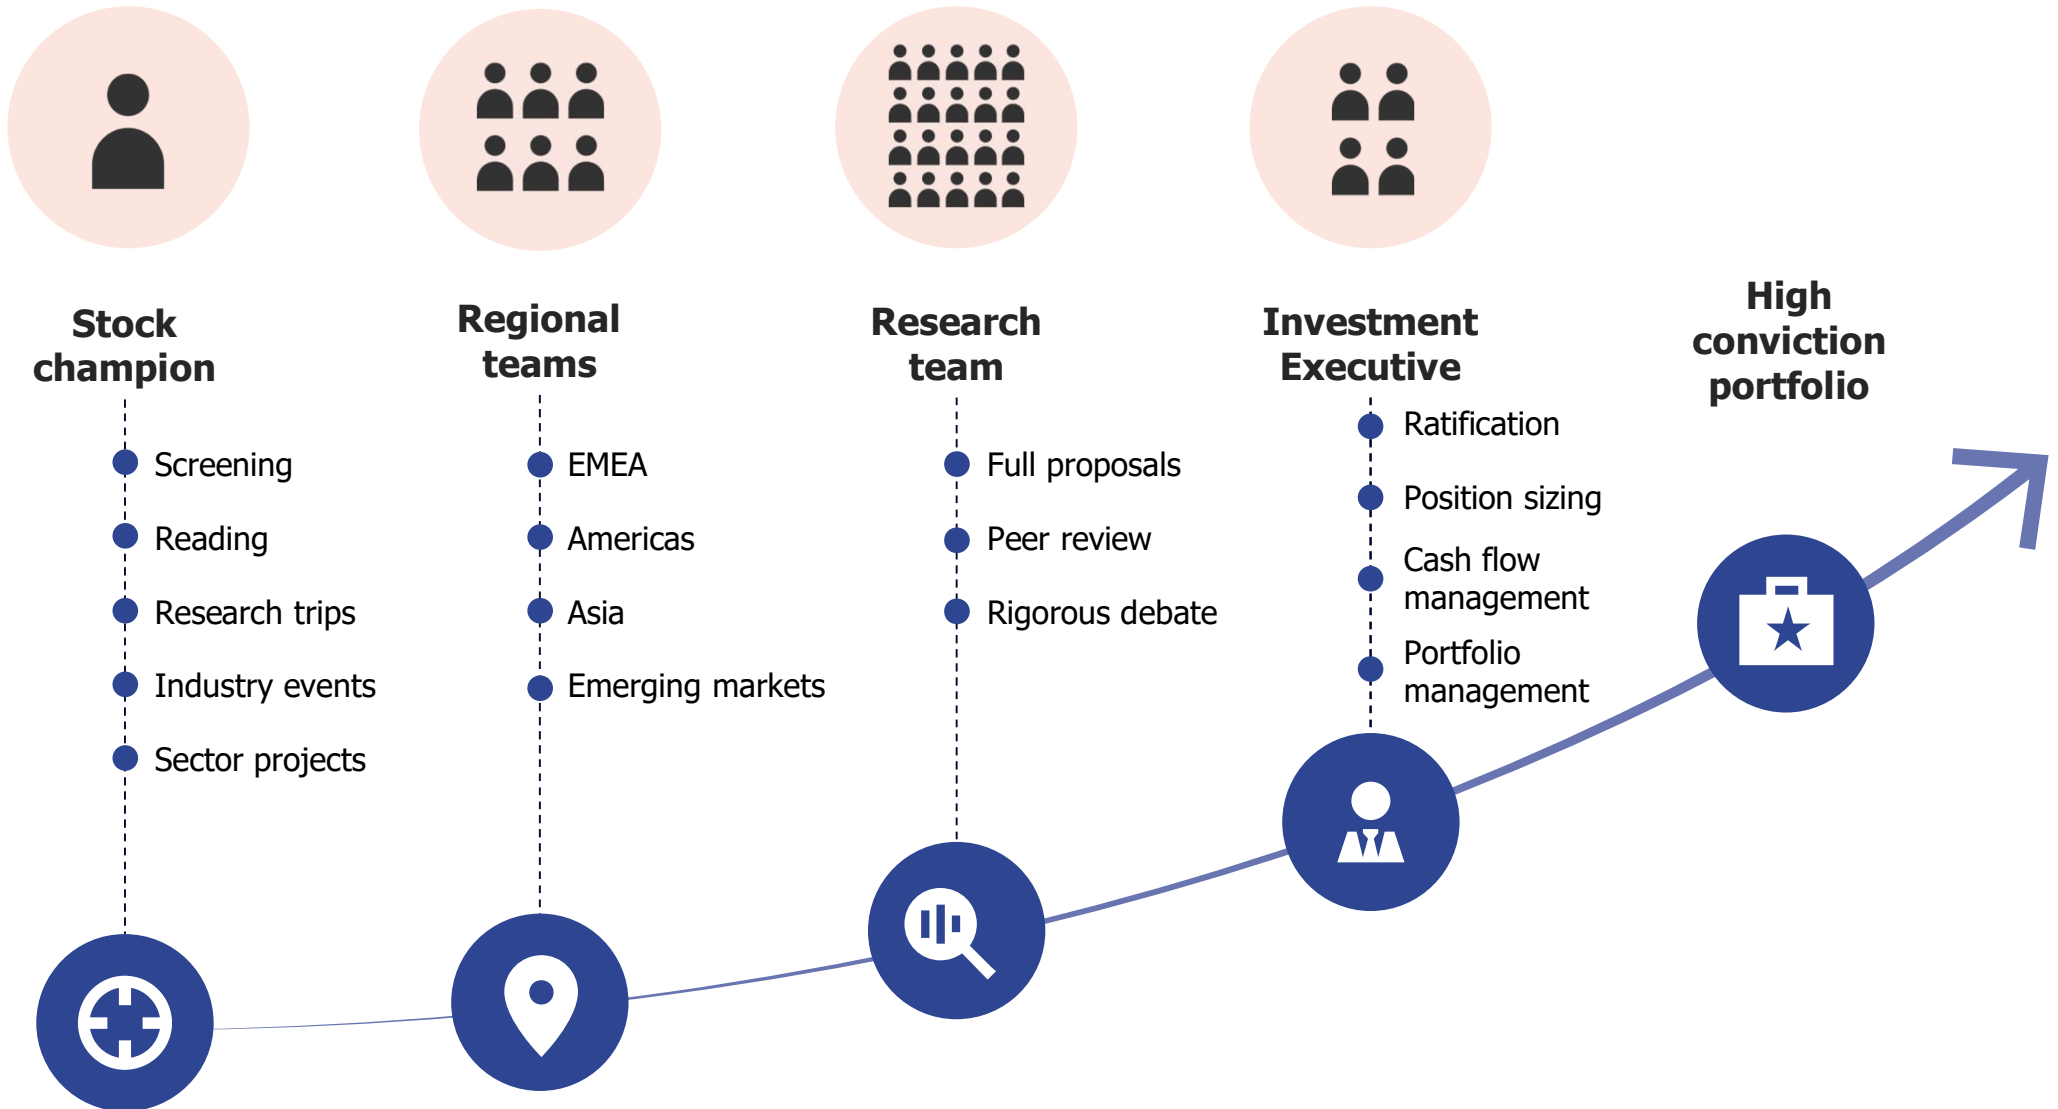 Stock
champion
Screening
Reading
Research trips
Industry events
Sector projects
Regional
teams
EMEA
Americas
Asia
Emerging markets
Research
team
Full proposals
Peer review
Rigorous debate
Investment
Executive
Ratification
Position sizing
Cash flow
management
Portfolio
management
High
conviction
portfolio